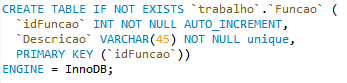 CREATE TABLE IF NOT EXISTS `trabalho`.`Funcao` (
  `idFuncao` INT NOT NULL AUTO_INCREMENT,
  `Descricao` VARCHAR(45) NOT NULL unique,
  PRIMARY KEY (`idFuncao`))
ENGINE = InnoDB;